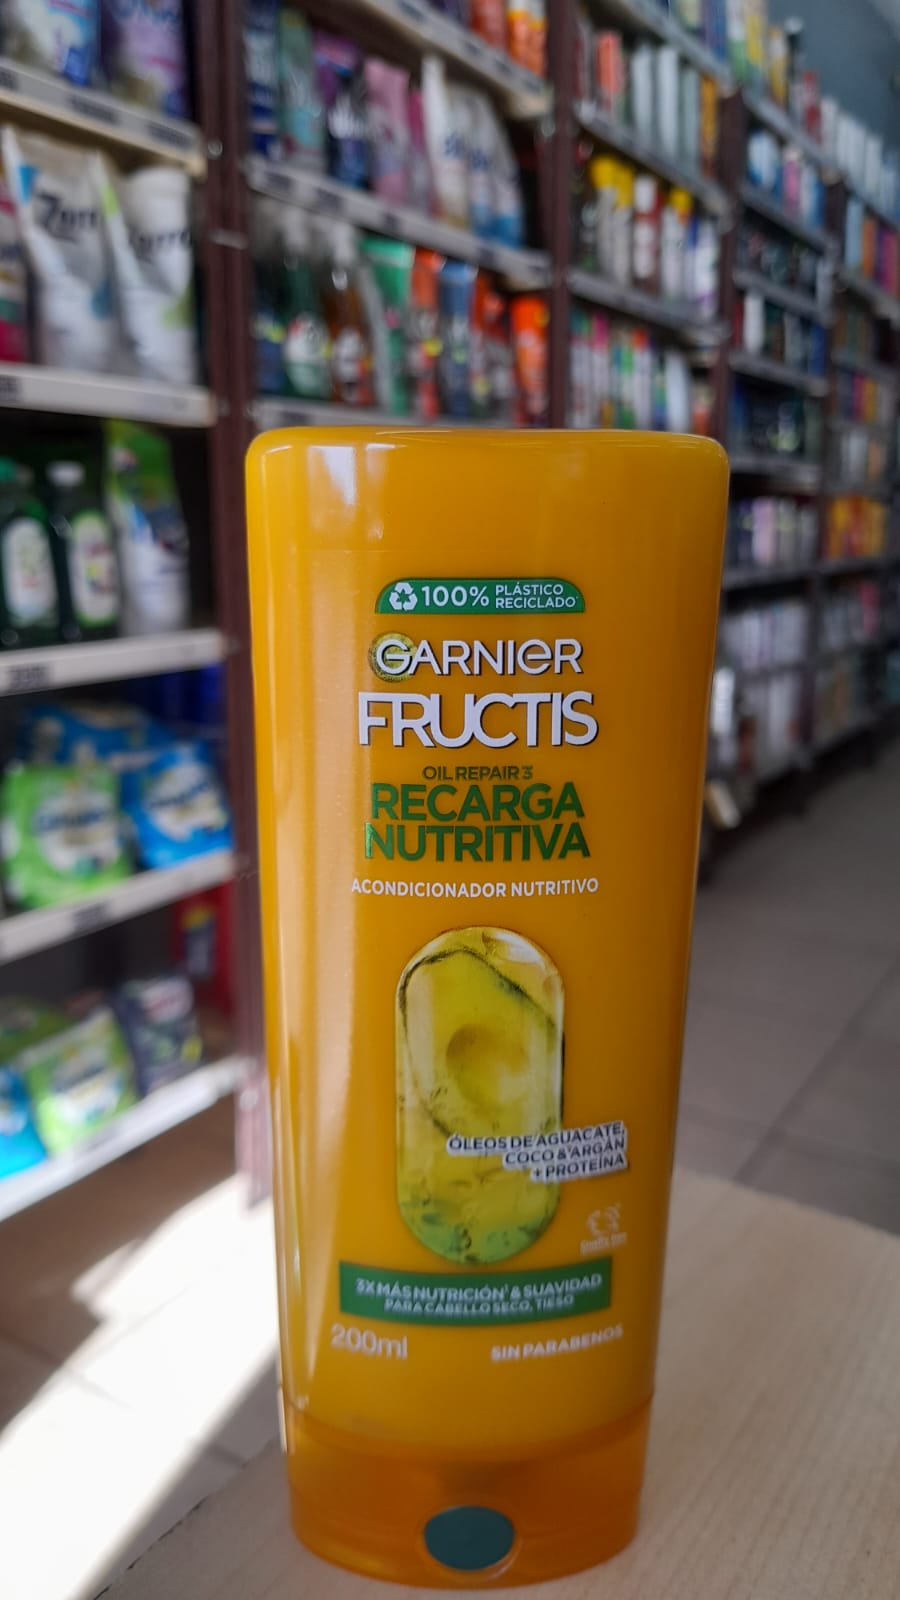 100% PLÁSTICO
RECICLADO
GARNIER
FRUCTIS
OIL REPAIR 3
RECARGA
NUTRITIVA
ACONDICIONADOR NUTRITIVO
ÓLEOS DE AGUACATE,
COCO & ARGÁN
+ PROTEÍNA
3X MÁS NUTRICIÓN¹ & SUAVIDAD
PARA CABELLO SECO, TIESO
200ml
SIN PARABENOS